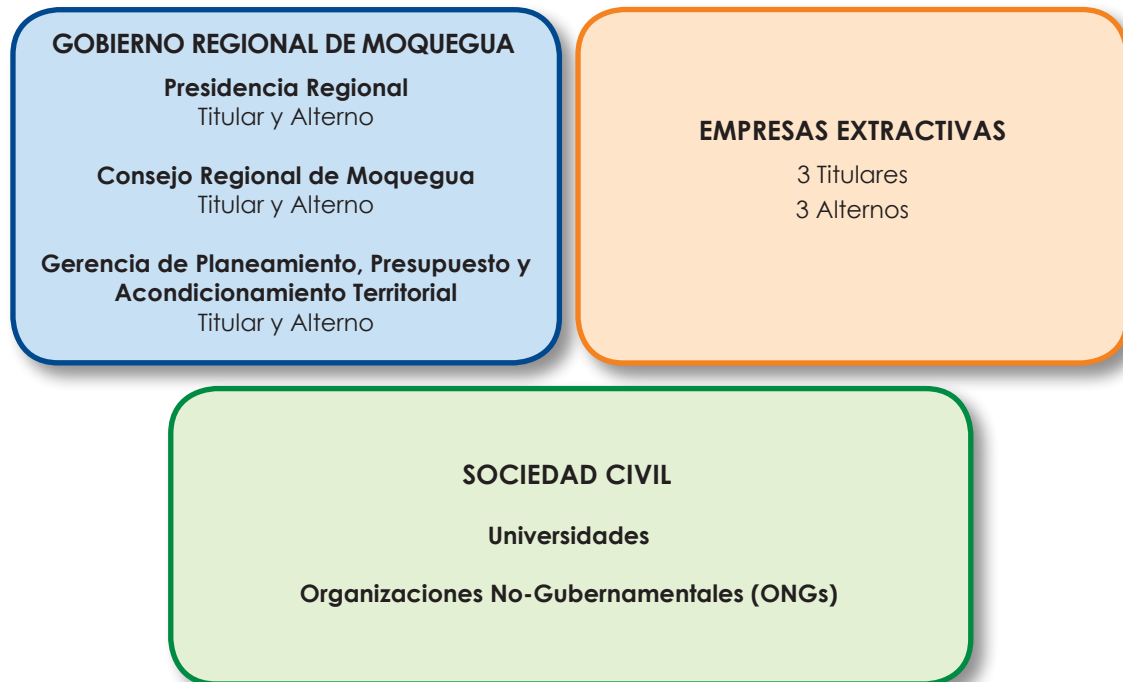 GOBIERNO REGIONAL DE MOQUEGUA
Presidencia Regional
Titular y Alterno
Consejo Regional de Moquegua
Titular y Alterno
Gerencia de Planeamiento, Presupuesto y
Acondicionamiento Territorial
Titular y Alterno
EMPRESAS EXTRACTIVAS
3 Titulares
3 Alternos
SOCIEDAD CIVIL
Universidades
Organizaciones No-Gubernamentales (ONGs)